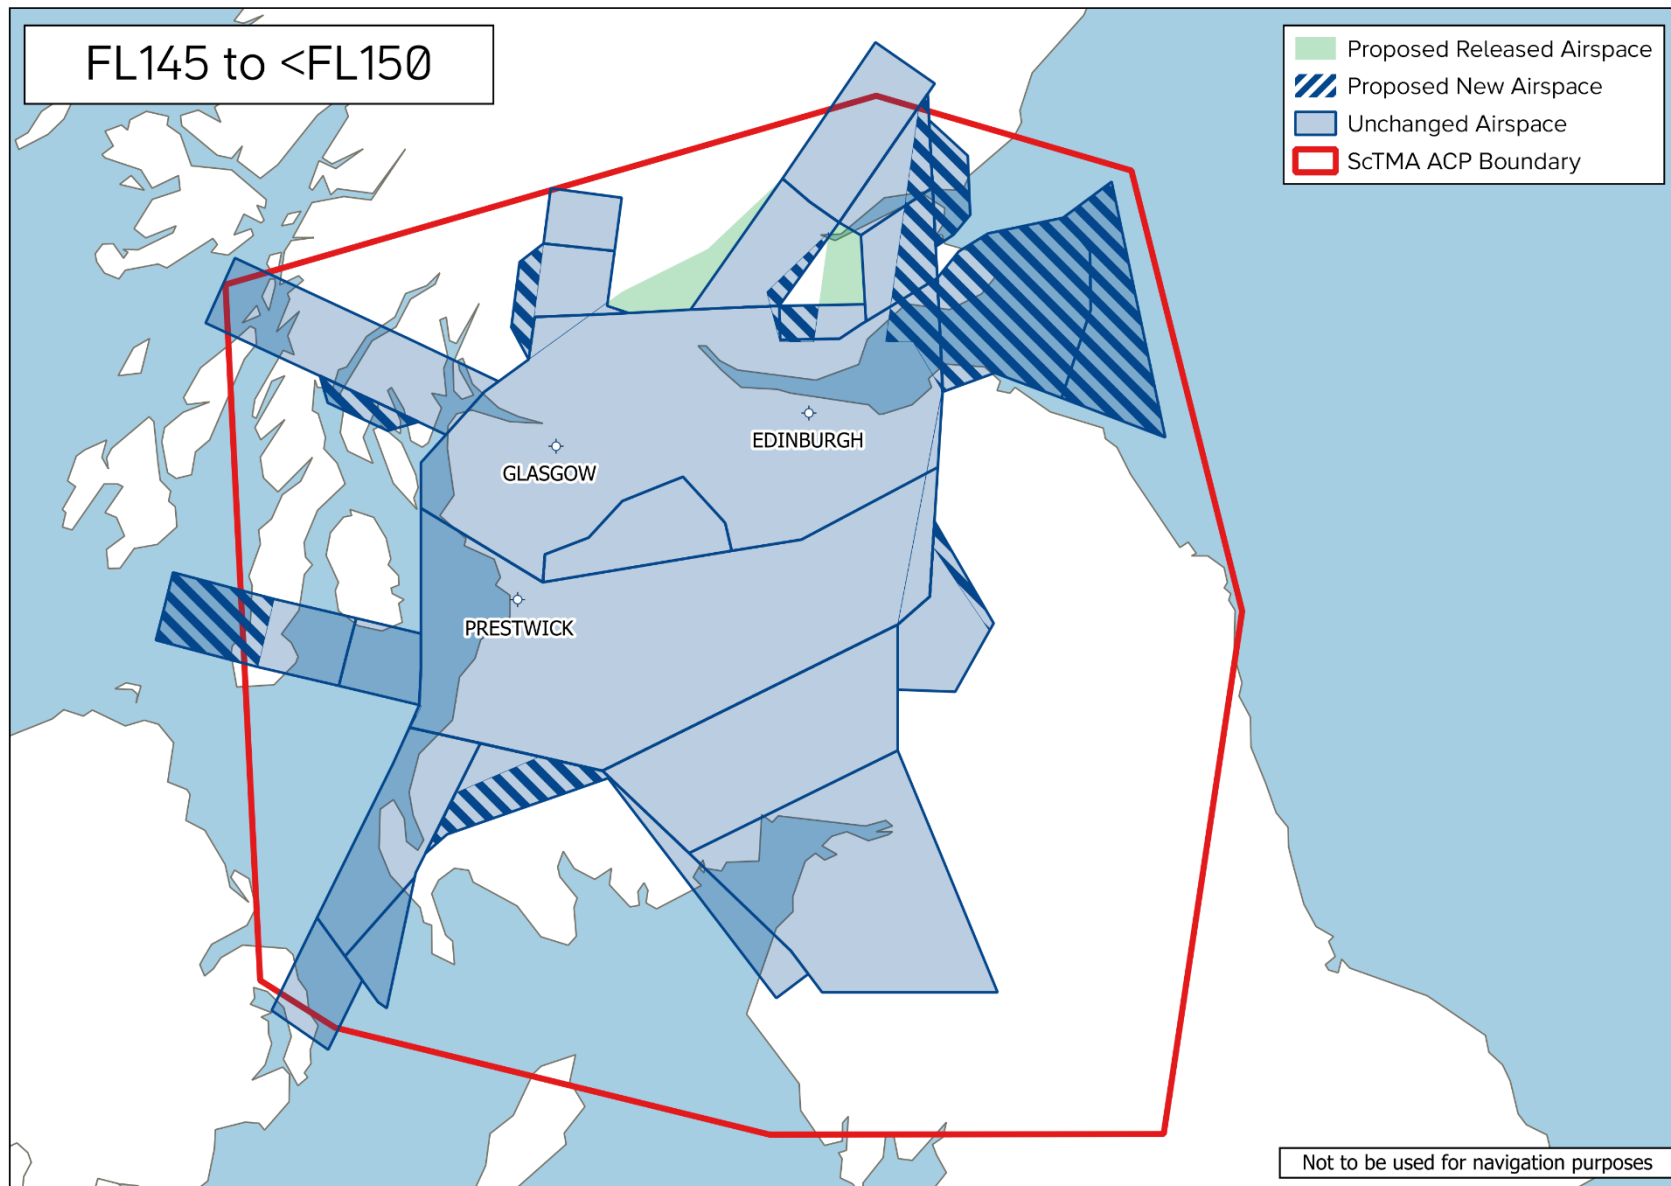 FL145 to <FL150
Proposed Released Airspace
Proposed New Airspace
Unchanged Airspace
ScTMA ACP Boundary
EDINBURGH
GLASGOW
PRESTWICK
Not to be used for navigation purposes